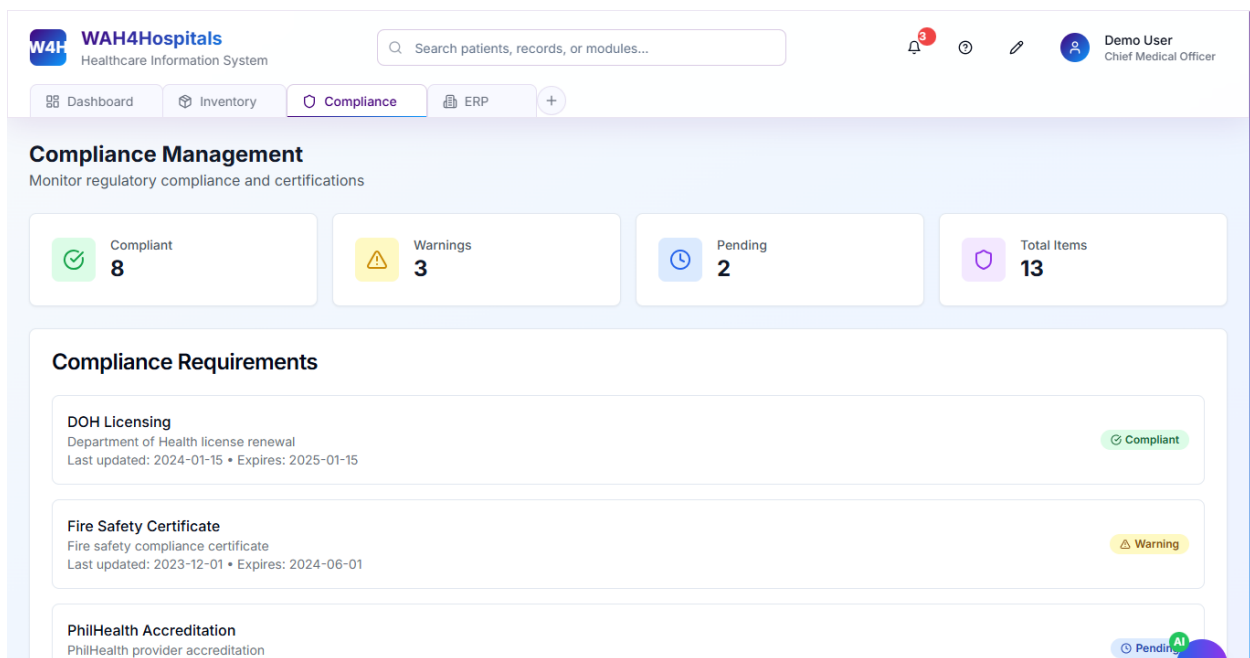 W4H
WAH4Hospitals
Healthcare Information System
Search patients, records, or modules...
3
Demo User
Chief Medical Officer
Dashboard
Inventory
Compliance
ERP
+
Compliance Management
Monitor regulatory compliance and certifications
Compliant
8
Warnings
3
Pending
2
Total Items
13
Compliance Requirements
DOH Licensing
Department of Health license renewal
Last updated: 2024-01-15 • Expires: 2025-01-15
Compliant
Fire Safety Certificate
Fire safety compliance certificate
Last updated: 2023-12-01 • Expires: 2024-06-01
Warning
PhilHealth Accreditation
PhilHealth provider accreditation
Pending
AI